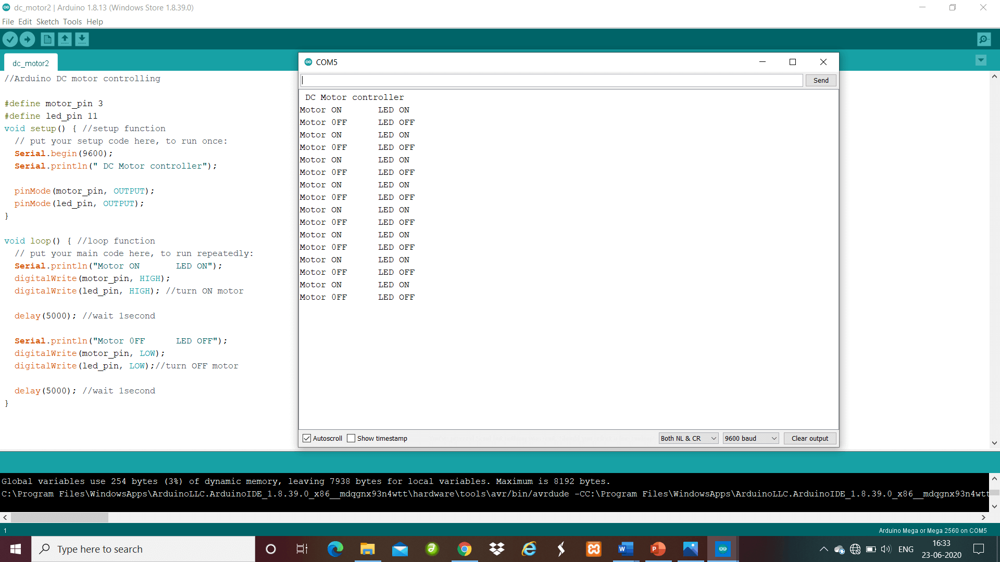 dc_motor2 | Arduino 1.8.13 (Windows Store 1.8.39.0)
File Edit Sketch Tools Help
dc_motor2
//Arduino DC motor controlling
#define motor_pin 3
#define led_pin 11
void setup() { //setup function
// put your setup code here, to run once:
Serial.begin(9600);
Serial.println(" DC Motor controller");
pinMode(motor_pin, OUTPUT);
pinMode(led_pin, OUTPUT);
}
void loop() { //loop function
// put your main code here, to run repeatedly:
Serial.println("Motor ON       LED ON");
digitalWrite(motor_pin, HIGH);
digitalWrite(led_pin, HIGH); //turn ON motor
delay(5000); //wait 1second
Serial.println("Motor 0FF      LED OFF");
digitalWrite(motor_pin, LOW);
digitalWrite(led_pin, LOW);//turn OFF motor
delay(5000); //wait 1second
}
COM5
Send
DC Motor controller
Motor ON       LED ON
Motor 0FF      LED OFF
Motor ON       LED ON
Motor 0FF      LED OFF
Motor ON       LED ON
Motor 0FF      LED OFF
Motor ON       LED ON
Motor 0FF      LED OFF
Motor ON       LED ON
Motor 0FF      LED OFF
Motor ON       LED ON
Motor 0FF      LED OFF
Motor ON       LED ON
Motor 0FF      LED OFF
Motor ON       LED ON
Motor 0FF      LED OFF
Autoscroll Show timestamp Both NL & CR 9600 baud Clear output
Global variables use 254 bytes (3%) of dynamic memory, leaving 7938 bytes for local variables. Maximum is 8192 bytes.
C:\Program Files\WindowsApps\ArduinoLLC.ArduinoIDE_1.8.39.0_x86__mdqgnx93n4wtt\hardware\tools\avr/bin/avrdude -CC:\Program Files\WindowsApps\ArduinoLLC.ArduinoIDE_1.8.39.0_x86__mdqgnx93n4wtt
1 Arduino Mega or Mega 2560 on COM5
Type here to search
ENG
16:33
23-06-2020